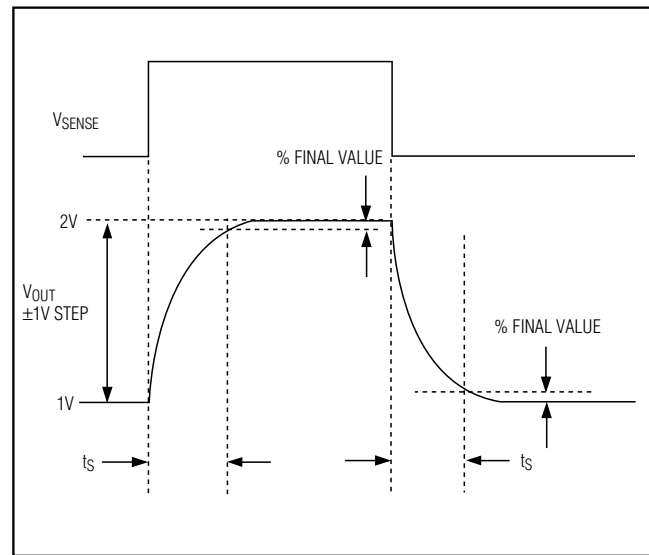 VSENSE
% FINAL VALUE
2V
VOUT
±1V STEP
% FINAL VALUE
1V
tS
tS